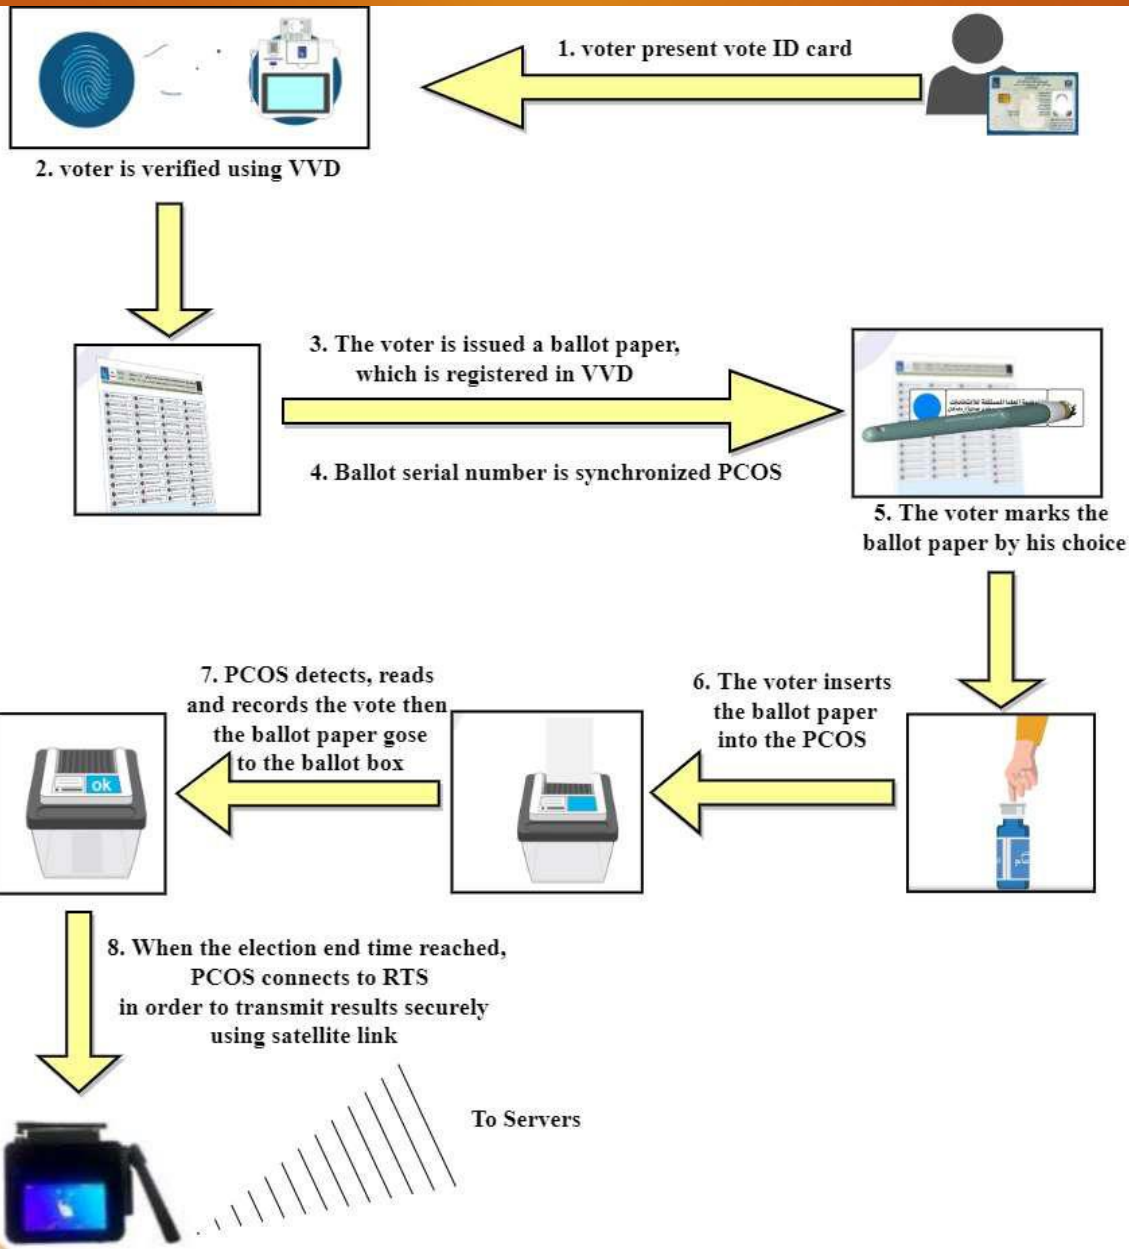 1. voter present vote ID card
2. voter is verified using VVD
3. The voter is issued a ballot paper,
which is registered in VVD
4. Ballot serial number is synchronized PCOS
5. The voter marks the
ballot paper by his choice
6. The voter inserts
the ballot paper
into the PCOS
7. PCOS detects, reads
and records the vote then
the ballot paper gose
to the ballot box
ok
8. When the election end time reached,
PCOS connects to RTS
in order to transmit results securely
using satellite link
To Servers